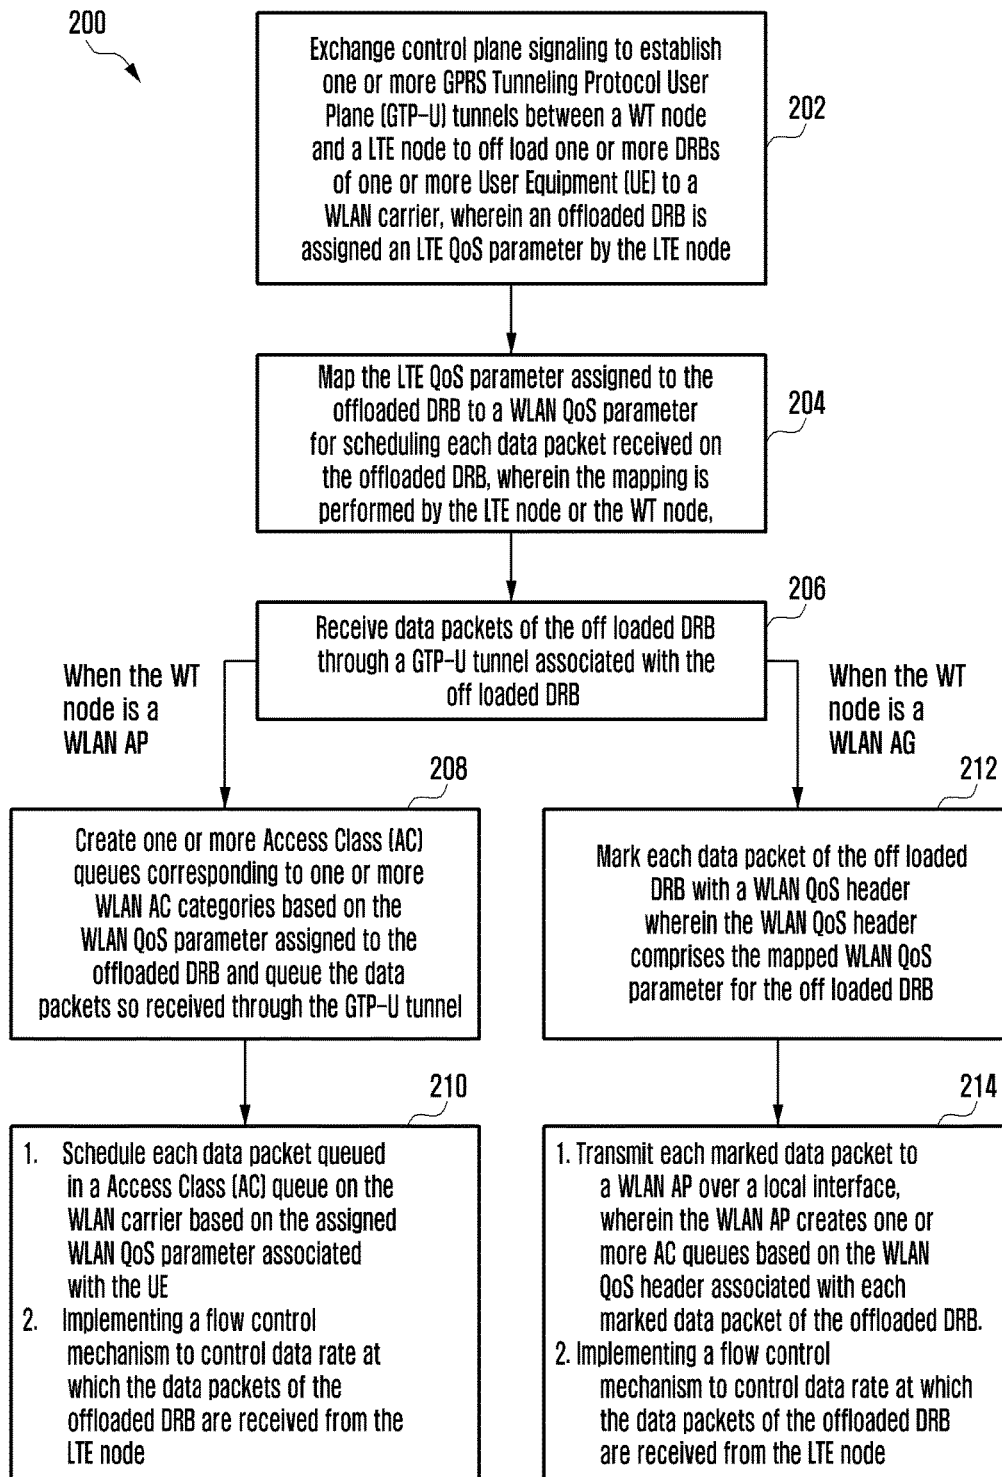 200
Exchange control plane signaling to establish
one or more GPRS Tunneling Protocol User
Plane (GTP-U) tunnels between a WT node
and a LTE node to off load one or more DRBs
of one or more User Equipment (UE) to a
WLAN carrier, wherein an offloaded DRB is
assigned an LTE QoS parameter by the LTE node
202
Map the LTE QoS parameter assigned to the
offloaded DRB to a WLAN QoS parameter
for scheduling each data packet received on
the offloaded DRB, wherein the mapping is
performed by the LTE node or the WT node,
204
206
Receive data packets of the off loaded DRB
through a GTP-U tunnel associated with the
off loaded DRB
When the WT
node is a
WLAN AP
When the WT
node is a
WLAN AG
208
Create one or more Access Class (AC)
queues corresponding to one or more
WLAN AC categories based on the
WLAN QoS parameter assigned to the
offloaded DRB and queue the data
packets so received through the GTP-U tunnel
212
Mark each data packet of the off loaded
DRB with a WLAN QoS header
wherein the WLAN QoS header
comprises the mapped WLAN QoS
parameter for the off loaded DRB
210
1. Schedule each data packet queued
in a Access Class (AC) queue on the
WLAN carrier based on the assigned
WLAN QoS parameter associated
with the UE
2. Implementing a flow control
mechanism to control data rate at
which the data packets of the
offloaded DRB are received from the
LTE node
214
1. Transmit each marked data packet to
a WLAN AP over a local interface,
wherein the WLAN AP creates one or
more AC queues based on the WLAN
QoS header associated with each
marked data packet of the offloaded DRB.
2. Implementing a flow control
mechanism to control data rate at which
the data packets of the offloaded DRB
are received from the LTE node